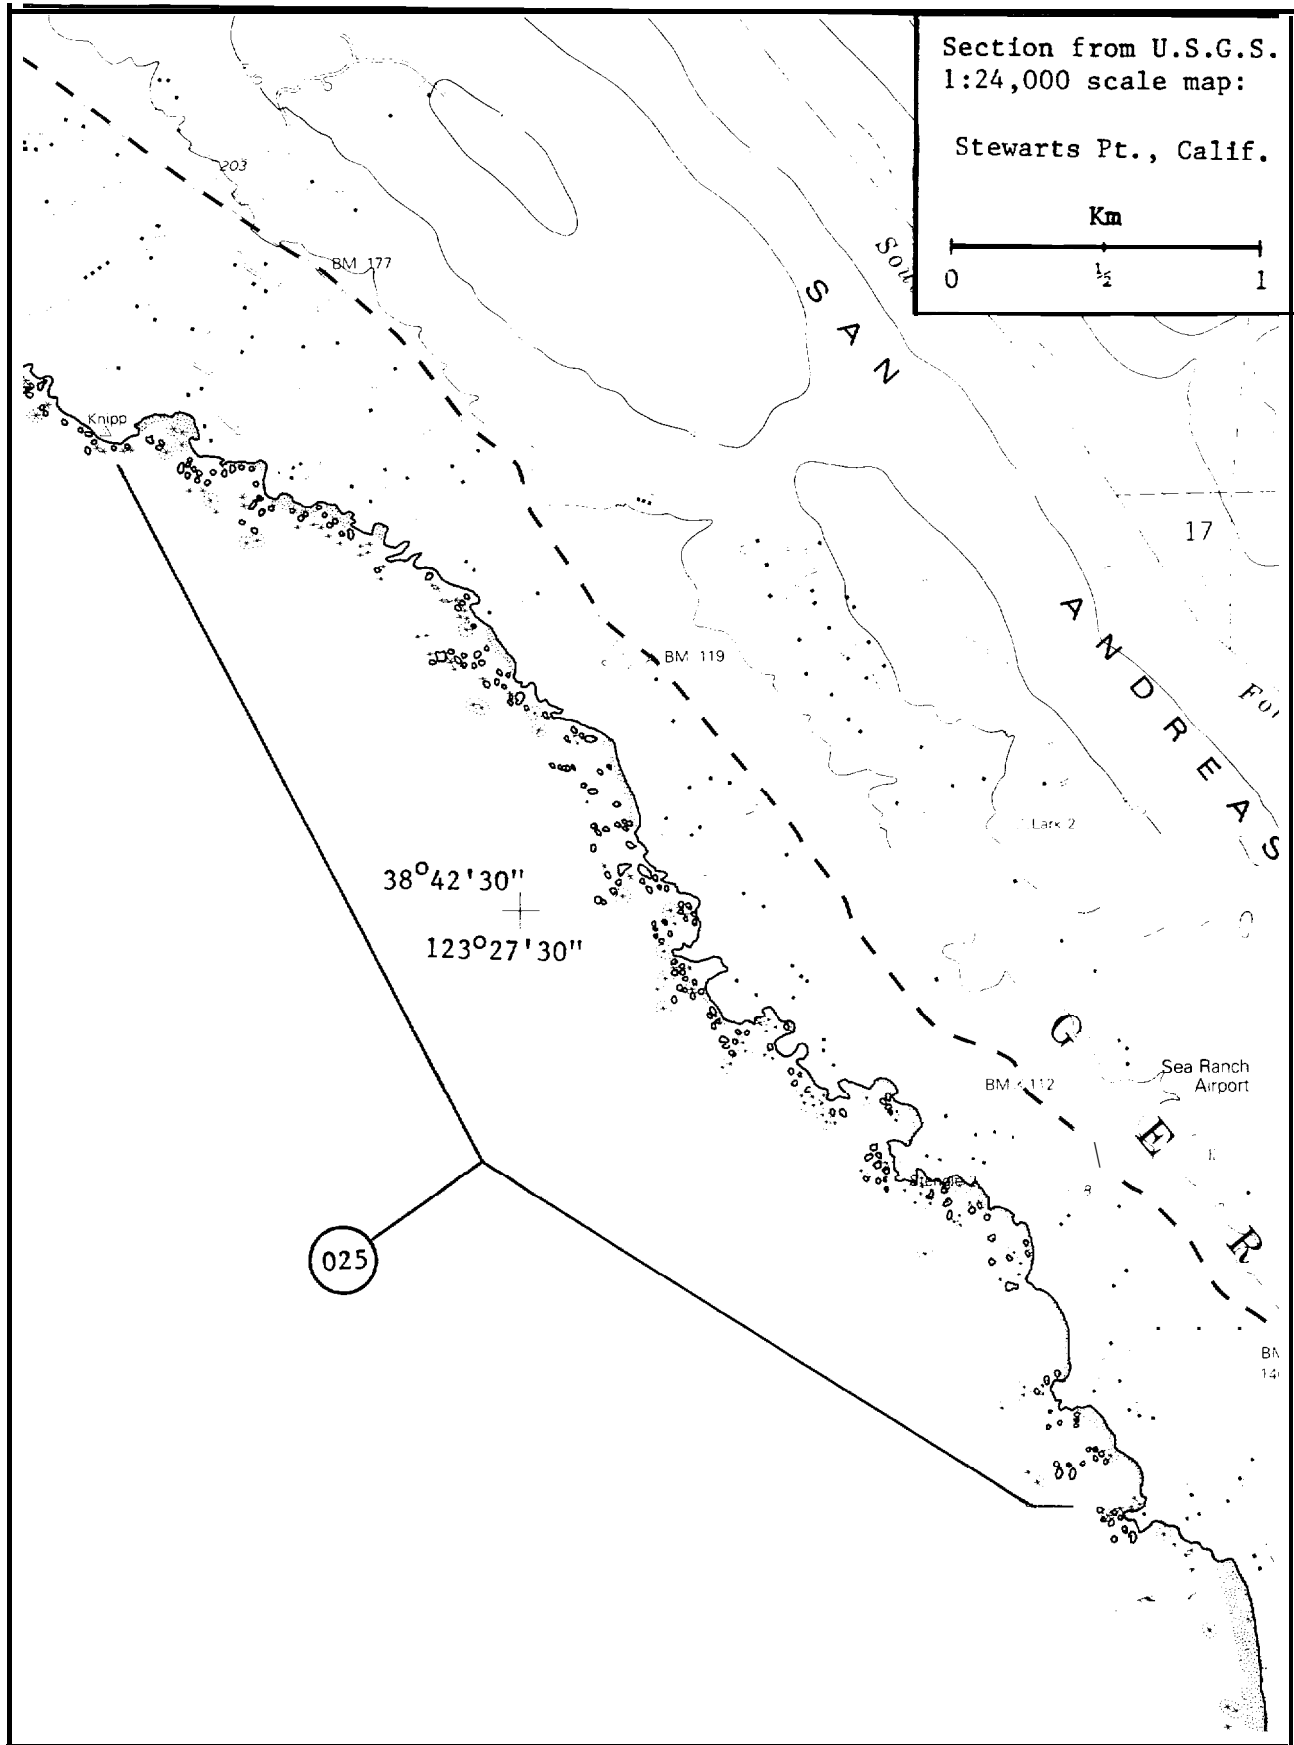 Section from U.S.G.S.
1:24,000 scale map:
Stewarts Pt., Calif.
Km
0 ½ 1
203
BM 177
SAN
Knipp
17
ANDREAS
BM 119
Lark 2
38°42'30"
123°27'30"
GER
BM 112
Sea Ranch
Airport
8
025